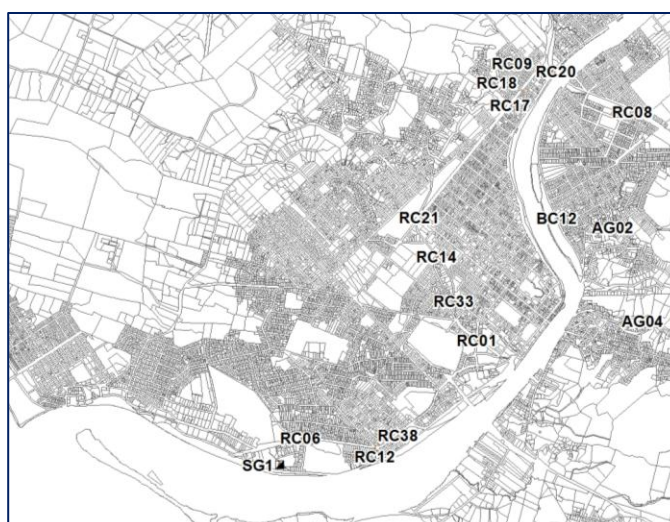 RC09
RC20
RC18
RC17
RC08
RC21
BC12
AG02
RC14
RC33
AG04
RC01
RC06
RC38
RC12
SG1